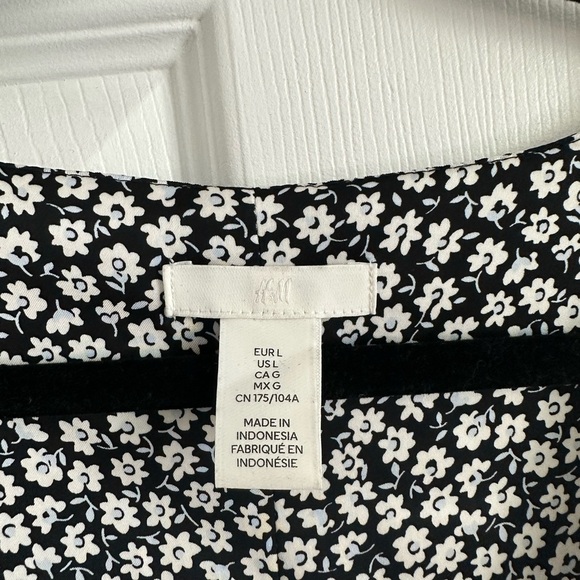 H&M
EUR L
US L
CA G
MX G
CN 175/104A
MADE IN
INDONESIA
FABRIQUÉ EN
INDONÉSIE